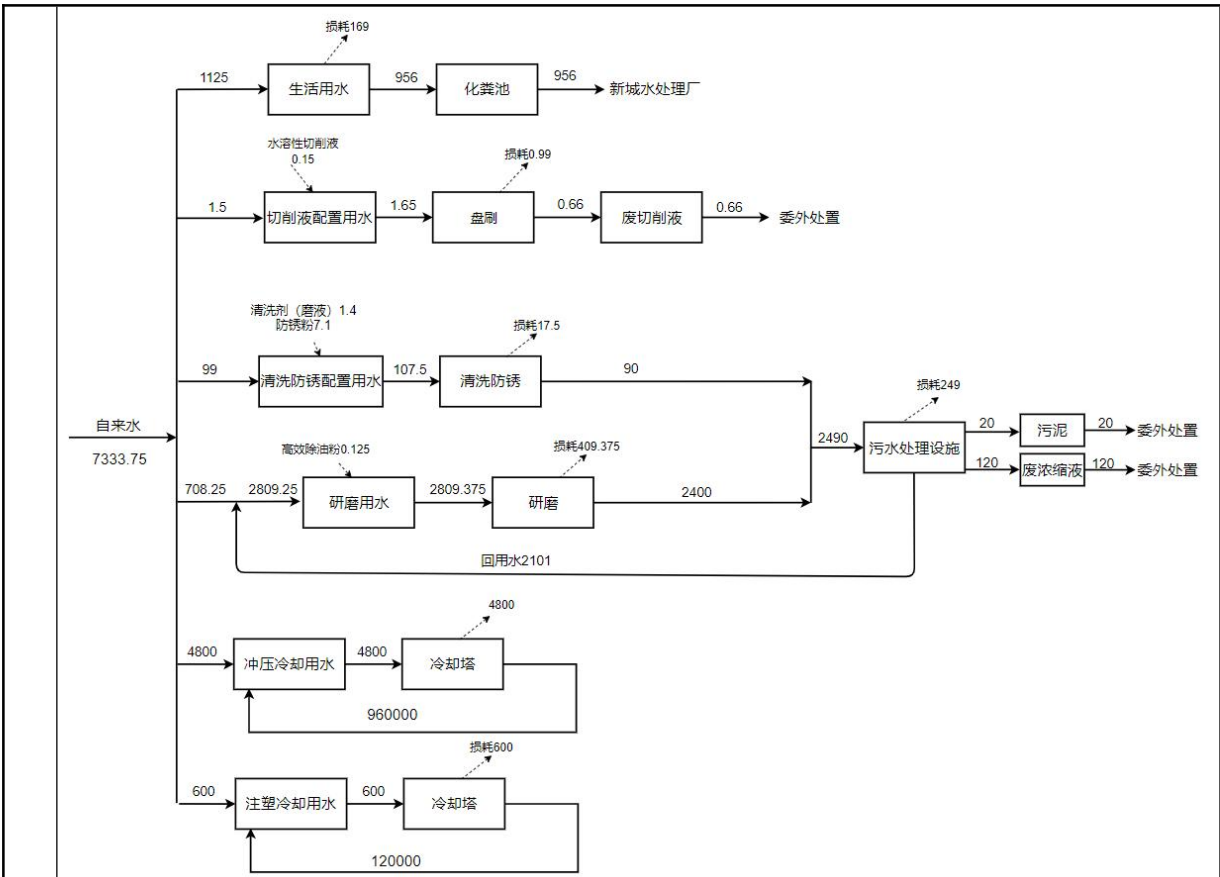 损耗169
1125
生活用水
956
化粪池
956
新城水处理厂
水溶性切削液
0.15
损耗0.99
1.5
切削液配置用水
1.65
盘刷
0.66
废切削液
0.66
委外处置
清洗剂（磨液）1.4
防锈粉7.1
损耗17.5
99
清洗防锈配置用水
107.5
清洗防锈
90
损耗249
自来水
7333.75
2490
污水处理设施
20
污泥
20
委外处置
120
废浓缩液
120
委外处置
高效除油粉0.125
损耗409.375
708.25
2809.25
研磨用水
2809.375
研磨
2400
回用水2101
4800
4800
冲压冷却用水
4800
冷却塔
960000
损耗600
600
注塑冷却用水
600
冷却塔
120000